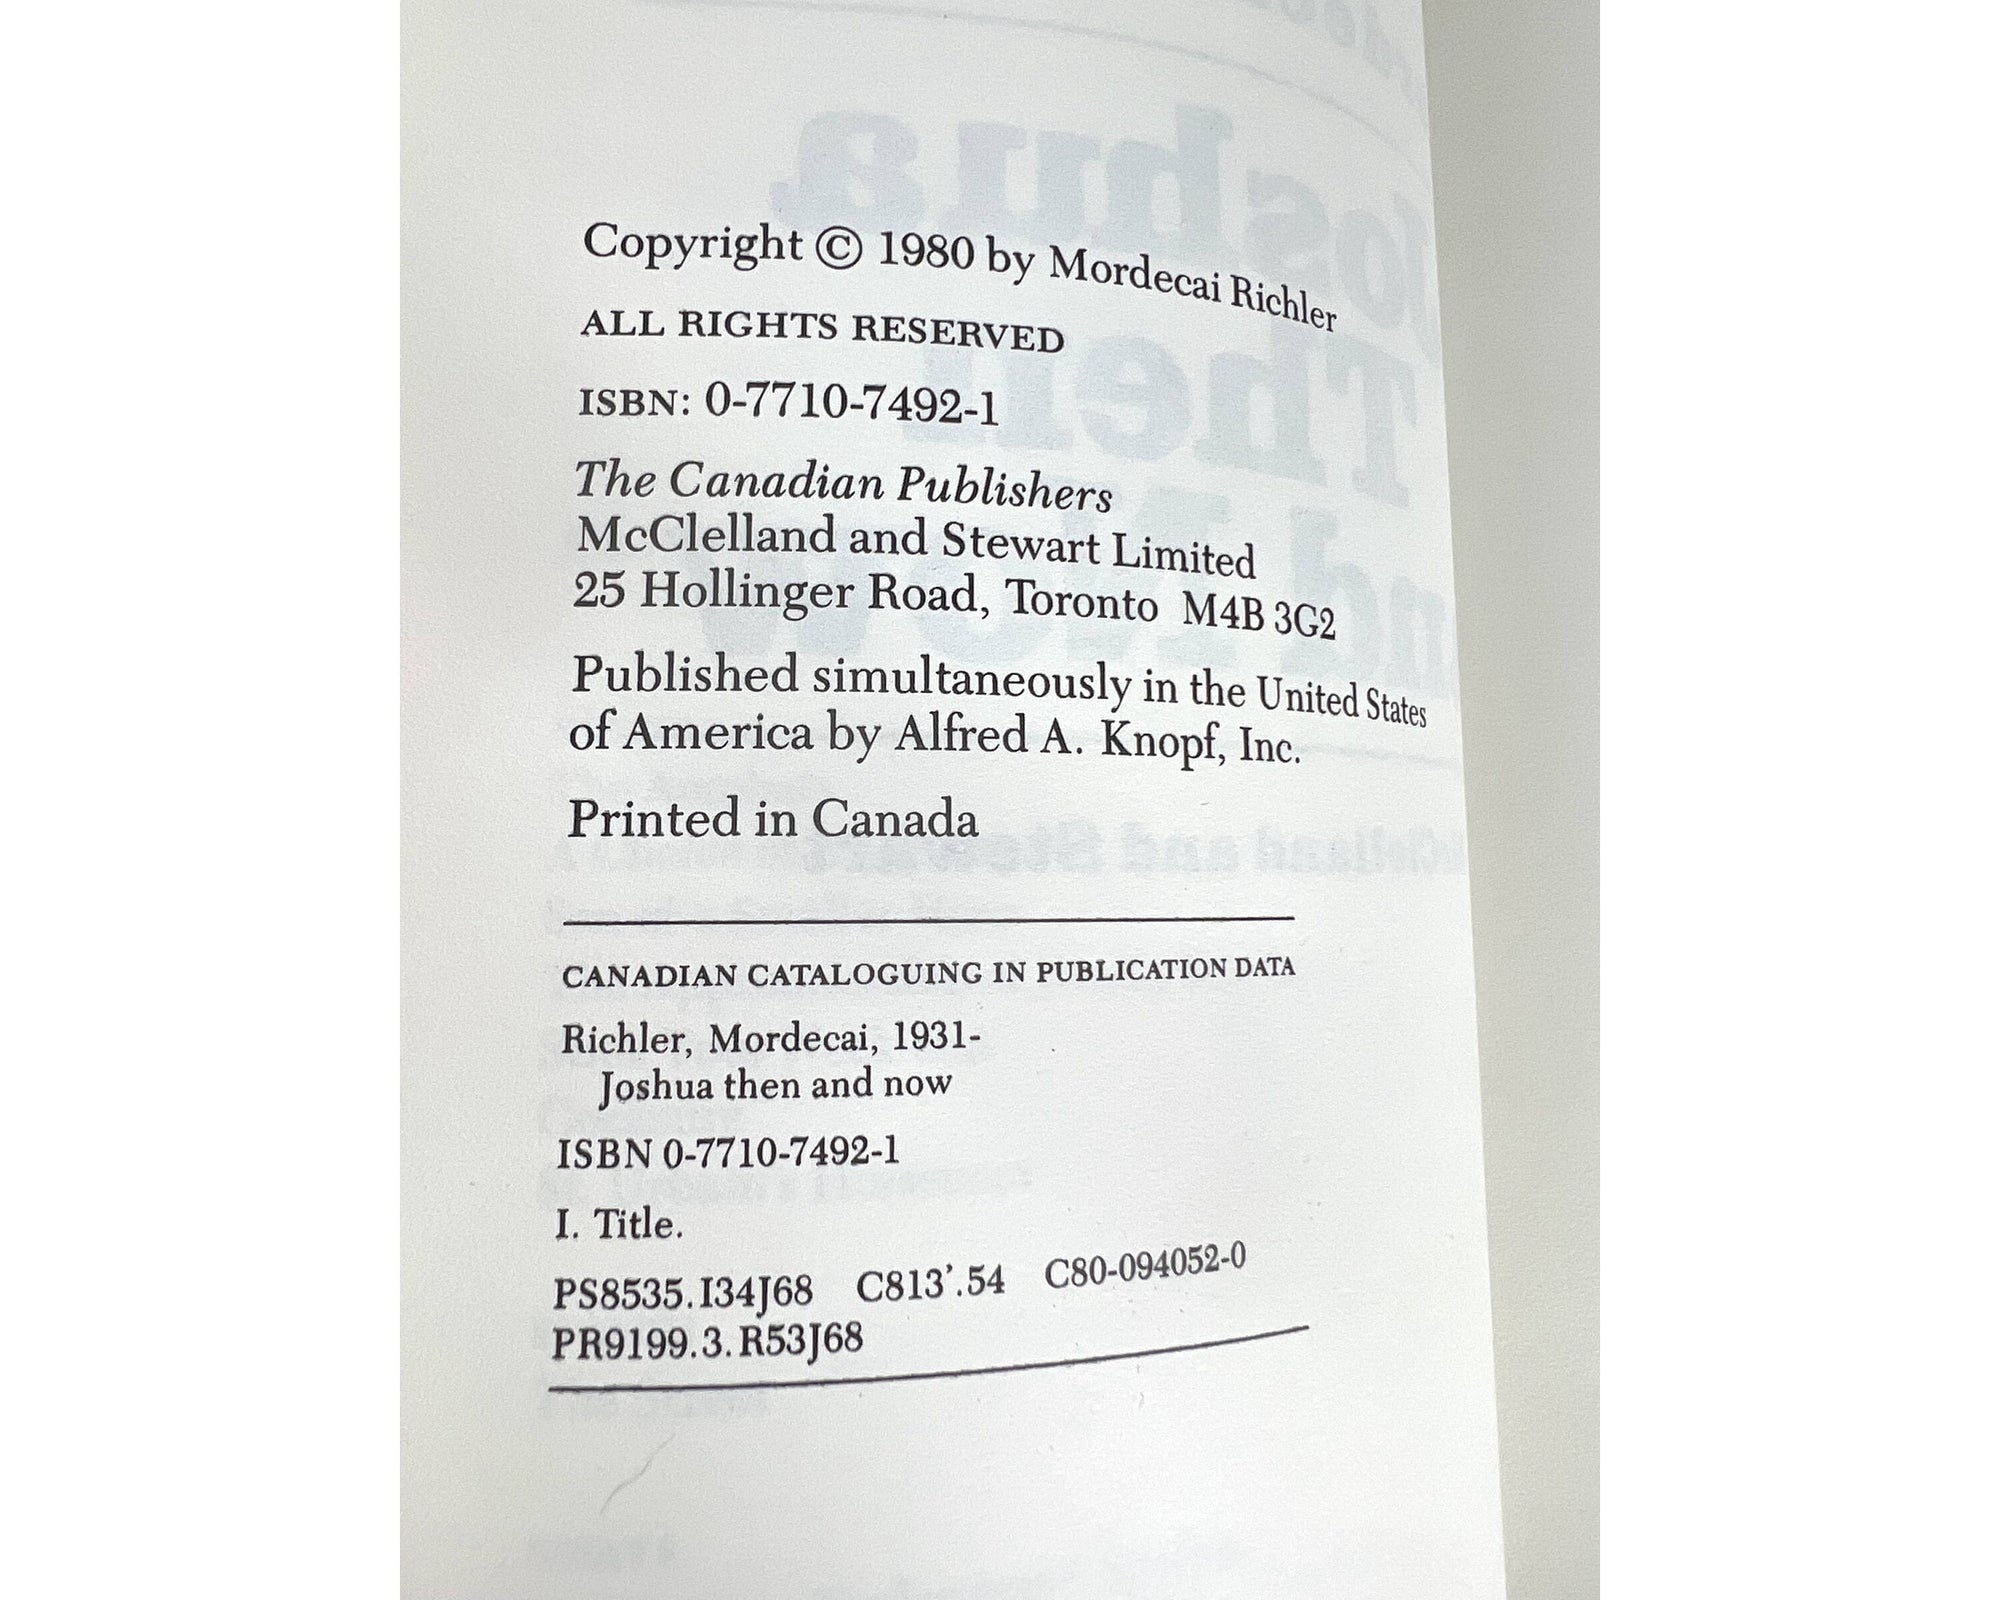 Copyright © 1980 by Mordecai Richler
ALL RIGHTS RESERVED
ISBN: 0-7710-7492-1
The Canadian Publishers
McClelland and Stewart Limited
25 Hollinger Road, Toronto M4B 3G2
Published simultaneously in the United States
of America by Alfred A. Knopf, Inc.
Printed in Canada
CANADIAN CATALOGUING IN PUBLICATION DATA
Richler, Mordecai, 1931-
Joshua then and now
ISBN 0-7710-7492-1
I. Title.
PS8535.I34J68 C813'.54 C80-094052-0
PR9199.3.R53J68